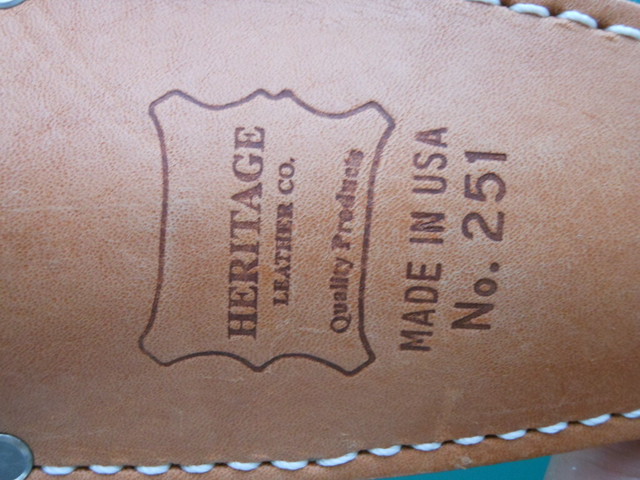 HERITAGE
LEATHER CO.
Quality Products
MADE IN USA
No. 251